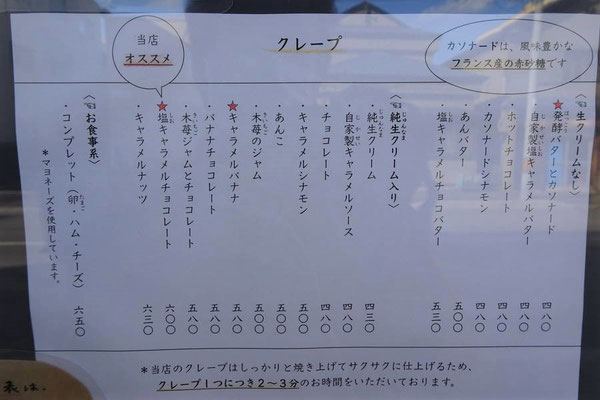 クレープ
当店
オススメ
カソナードは、風味豊かな
フランス産の赤砂糖です
〈生クリームなし〉
★発酵バターとカソナード 四八〇
・自家製塩キャラメルバター 四八〇
・ホットチョコレート 四八〇
・カソナードシナモン 四八〇
・あんバター 五〇〇
・塩キャラメルチョコバター 五三〇
〈純生クリーム入り〉
・純生クリーム 四三〇
・自家製キャラメルソース 四八〇
・チョコレート 四八〇
・キャラメルシナモン 五〇〇
・あんこ 五〇〇
・木苺のジャム 五〇〇
★キャラメルバナナ 五八〇
・バナナチョコレート 五八〇
・木苺ジャムとチョコレート 五八〇
★塩キャラメルチョコレート 六〇〇
・キャラメルナッツ 六三〇
〈お食事系〉
・コンプレット（卵・ハム・チーズ） 六五〇
＊マヨネーズを使用しています。
＊当店のクレープはしっかりと焼き上げてサクサクに仕上げるため、
クレープ1つにつき2～3分のお時間をいただいております。